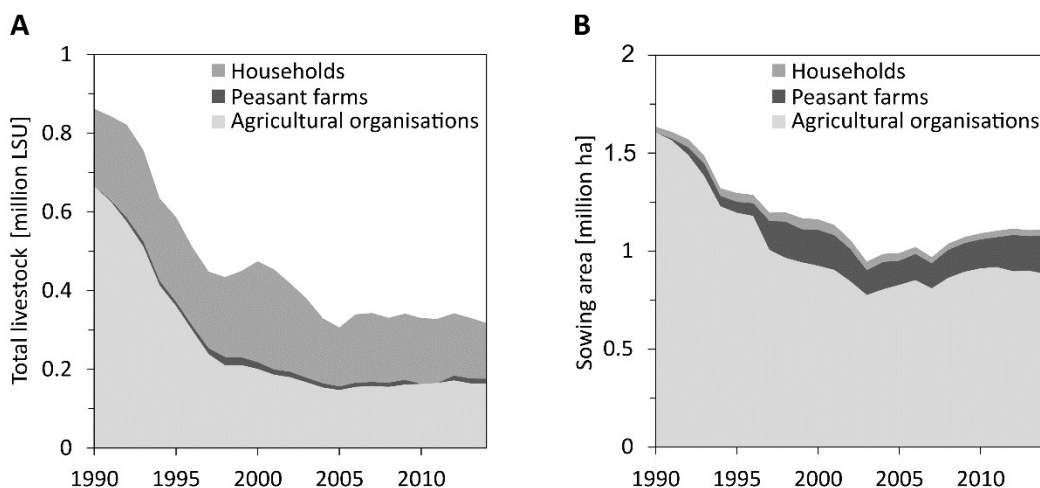 A
Total livestock [million LSU]
1
0.8
0.6
0.4
0.2
0
Households
Peasant farms
Agricultural organisations
1990 1995 2000 2005 2010
B
Sowing area [million ha]
2
1.5
1
0.5
0
Households
Peasant farms
Agricultural organisations
1990 1995 2000 2005 2010